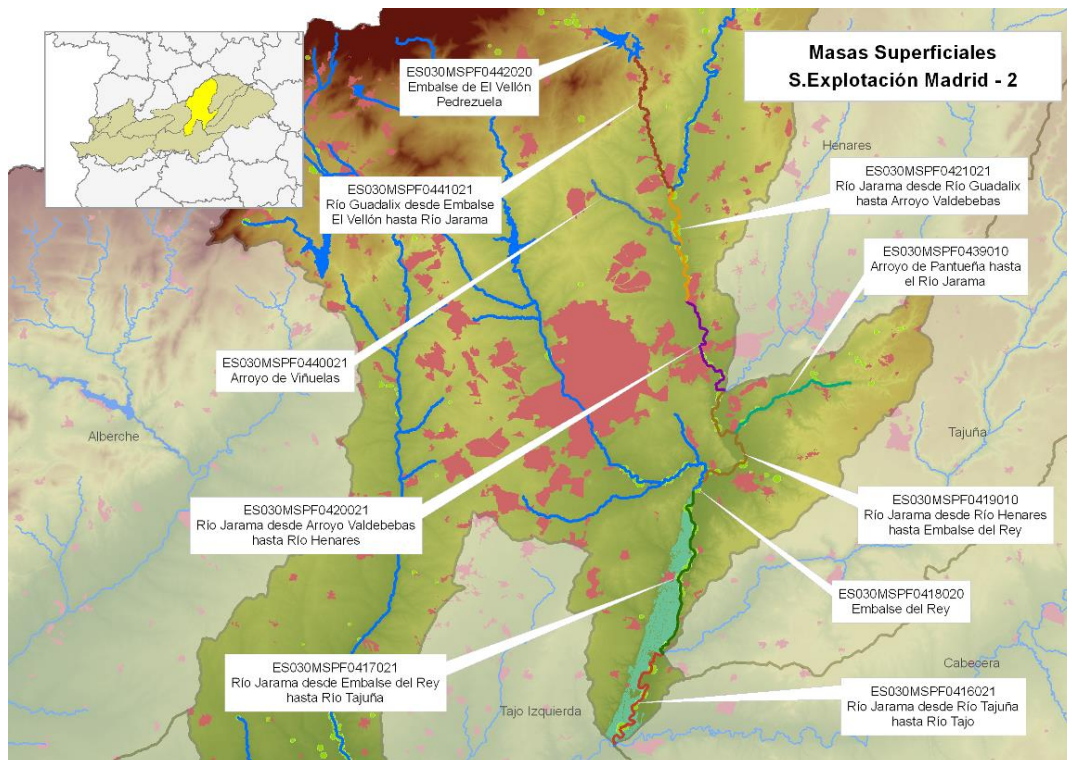 Masas Superficiales
S.Explotación Madrid - 2
ES030MSPF0442020
Embalse de El Vellón
Pedrezuela
Henares
ES030MSPF0421021
Río Jarama desde Río Guadalix
hasta Arroyo Valdebebas
ES030MSPF0441021
Río Guadalix desde Embalse
El Vellón hasta Río Jarama
ES030MSPF0439010
Arroyo de Pantueña hasta
el Río Jarama
ES030MSPF0440021
Arroyo de Viñuelas
Alberche
Tajuña
ES030MSPF0420021
Río Jarama desde Arroyo Valdebebas
hasta Río Henares
ES030MSPF0419010
Río Jarama desde Río Henares
hasta Embalse del Rey
ES030MSPF0418020
Embalse del Rey
ES030MSPF0417021
Río Jarama desde Embalse del Rey
hasta Río Tajuña
Cabecera
Tajo Izquierda
ES030MSPF0416021
Río Jarama desde Río Tajuña
hasta Río Tajo